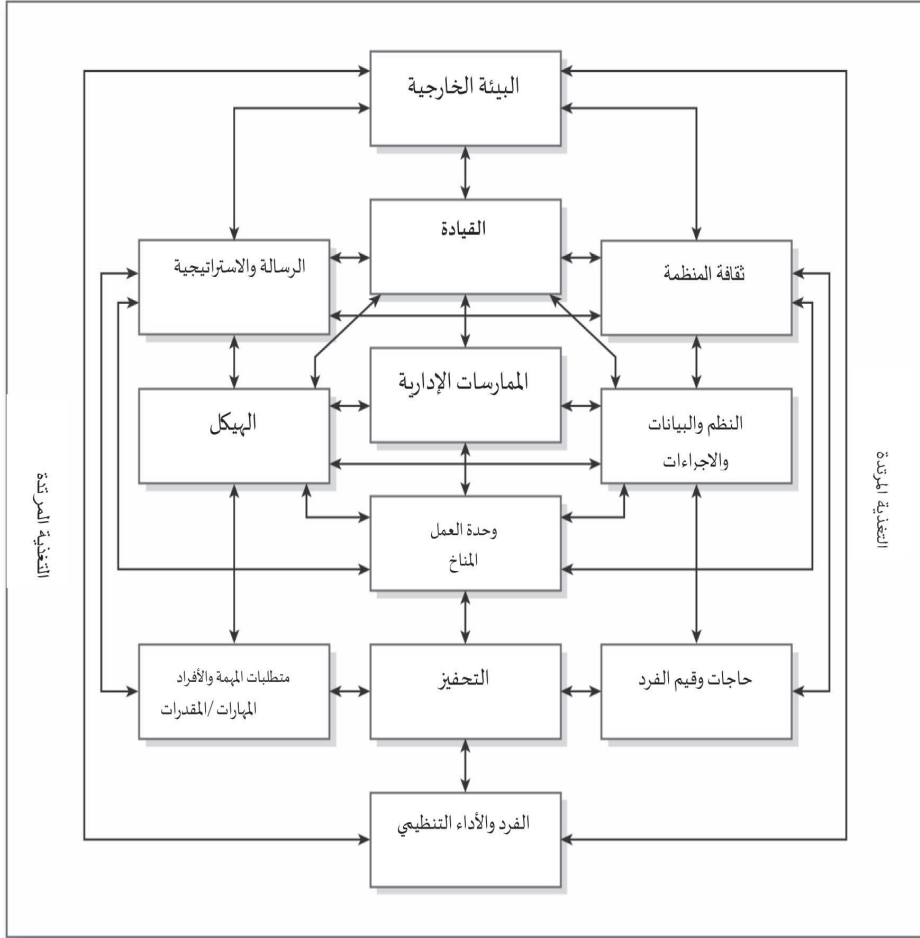 البيئة الخارجية
القيادة
ثقافة المنظمة
الرسالة والاستراتيجية
الممارسات الإدارية
النظم والبيانات
والاجراءات
الهيكل
وحدة العمل
المناخ
التغذية المرتدة
التغذية المرتدة
حاجات وقيم الفرد
التحفيز
متطلبات المهمة والأفراد
المهارات /المقدرات
الفرد والأداء التنظيمي